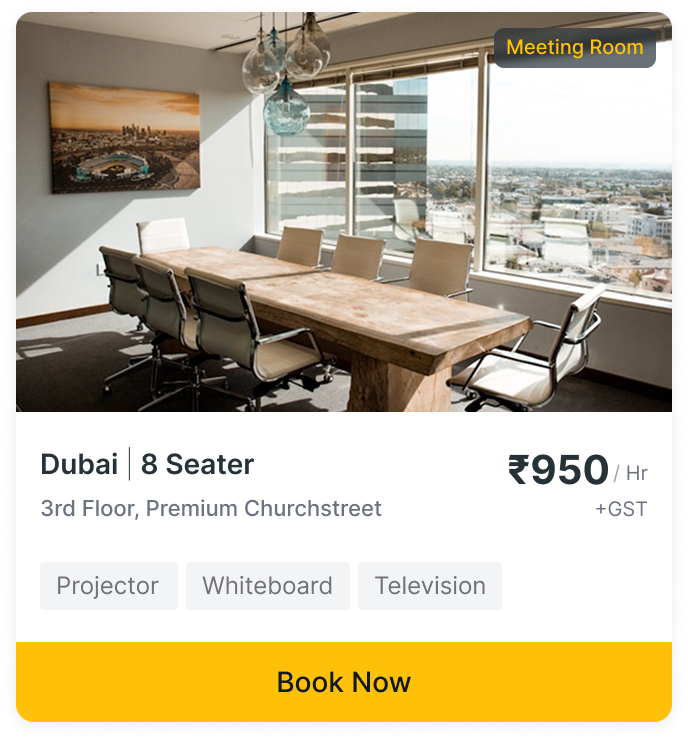 Meeting Room
Dubai | 8 Seater
₹950 / Hr
3rd Floor, Premium Churchstreet
+GST
Projector
Whiteboard
Television
Book Now